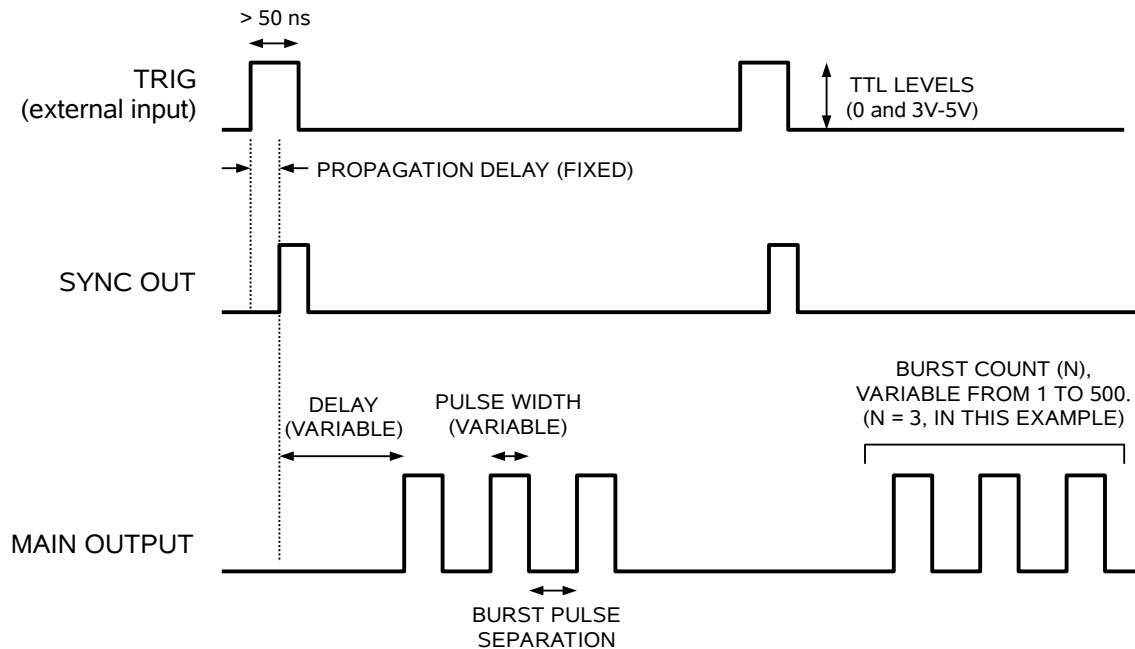 > 50 ns
TRIG
(external input)
TTL LEVELS
(0 and 3V-5V)
PROPAGATION DELAY (FIXED)
SYNC OUT
BURST COUNT (N),
VARIABLE FROM 1 TO 500.
(N = 3, IN THIS EXAMPLE)
DELAY
(VARIABLE)
PULSE WIDTH
(VARIABLE)
MAIN OUTPUT
BURST PULSE
SEPARATION